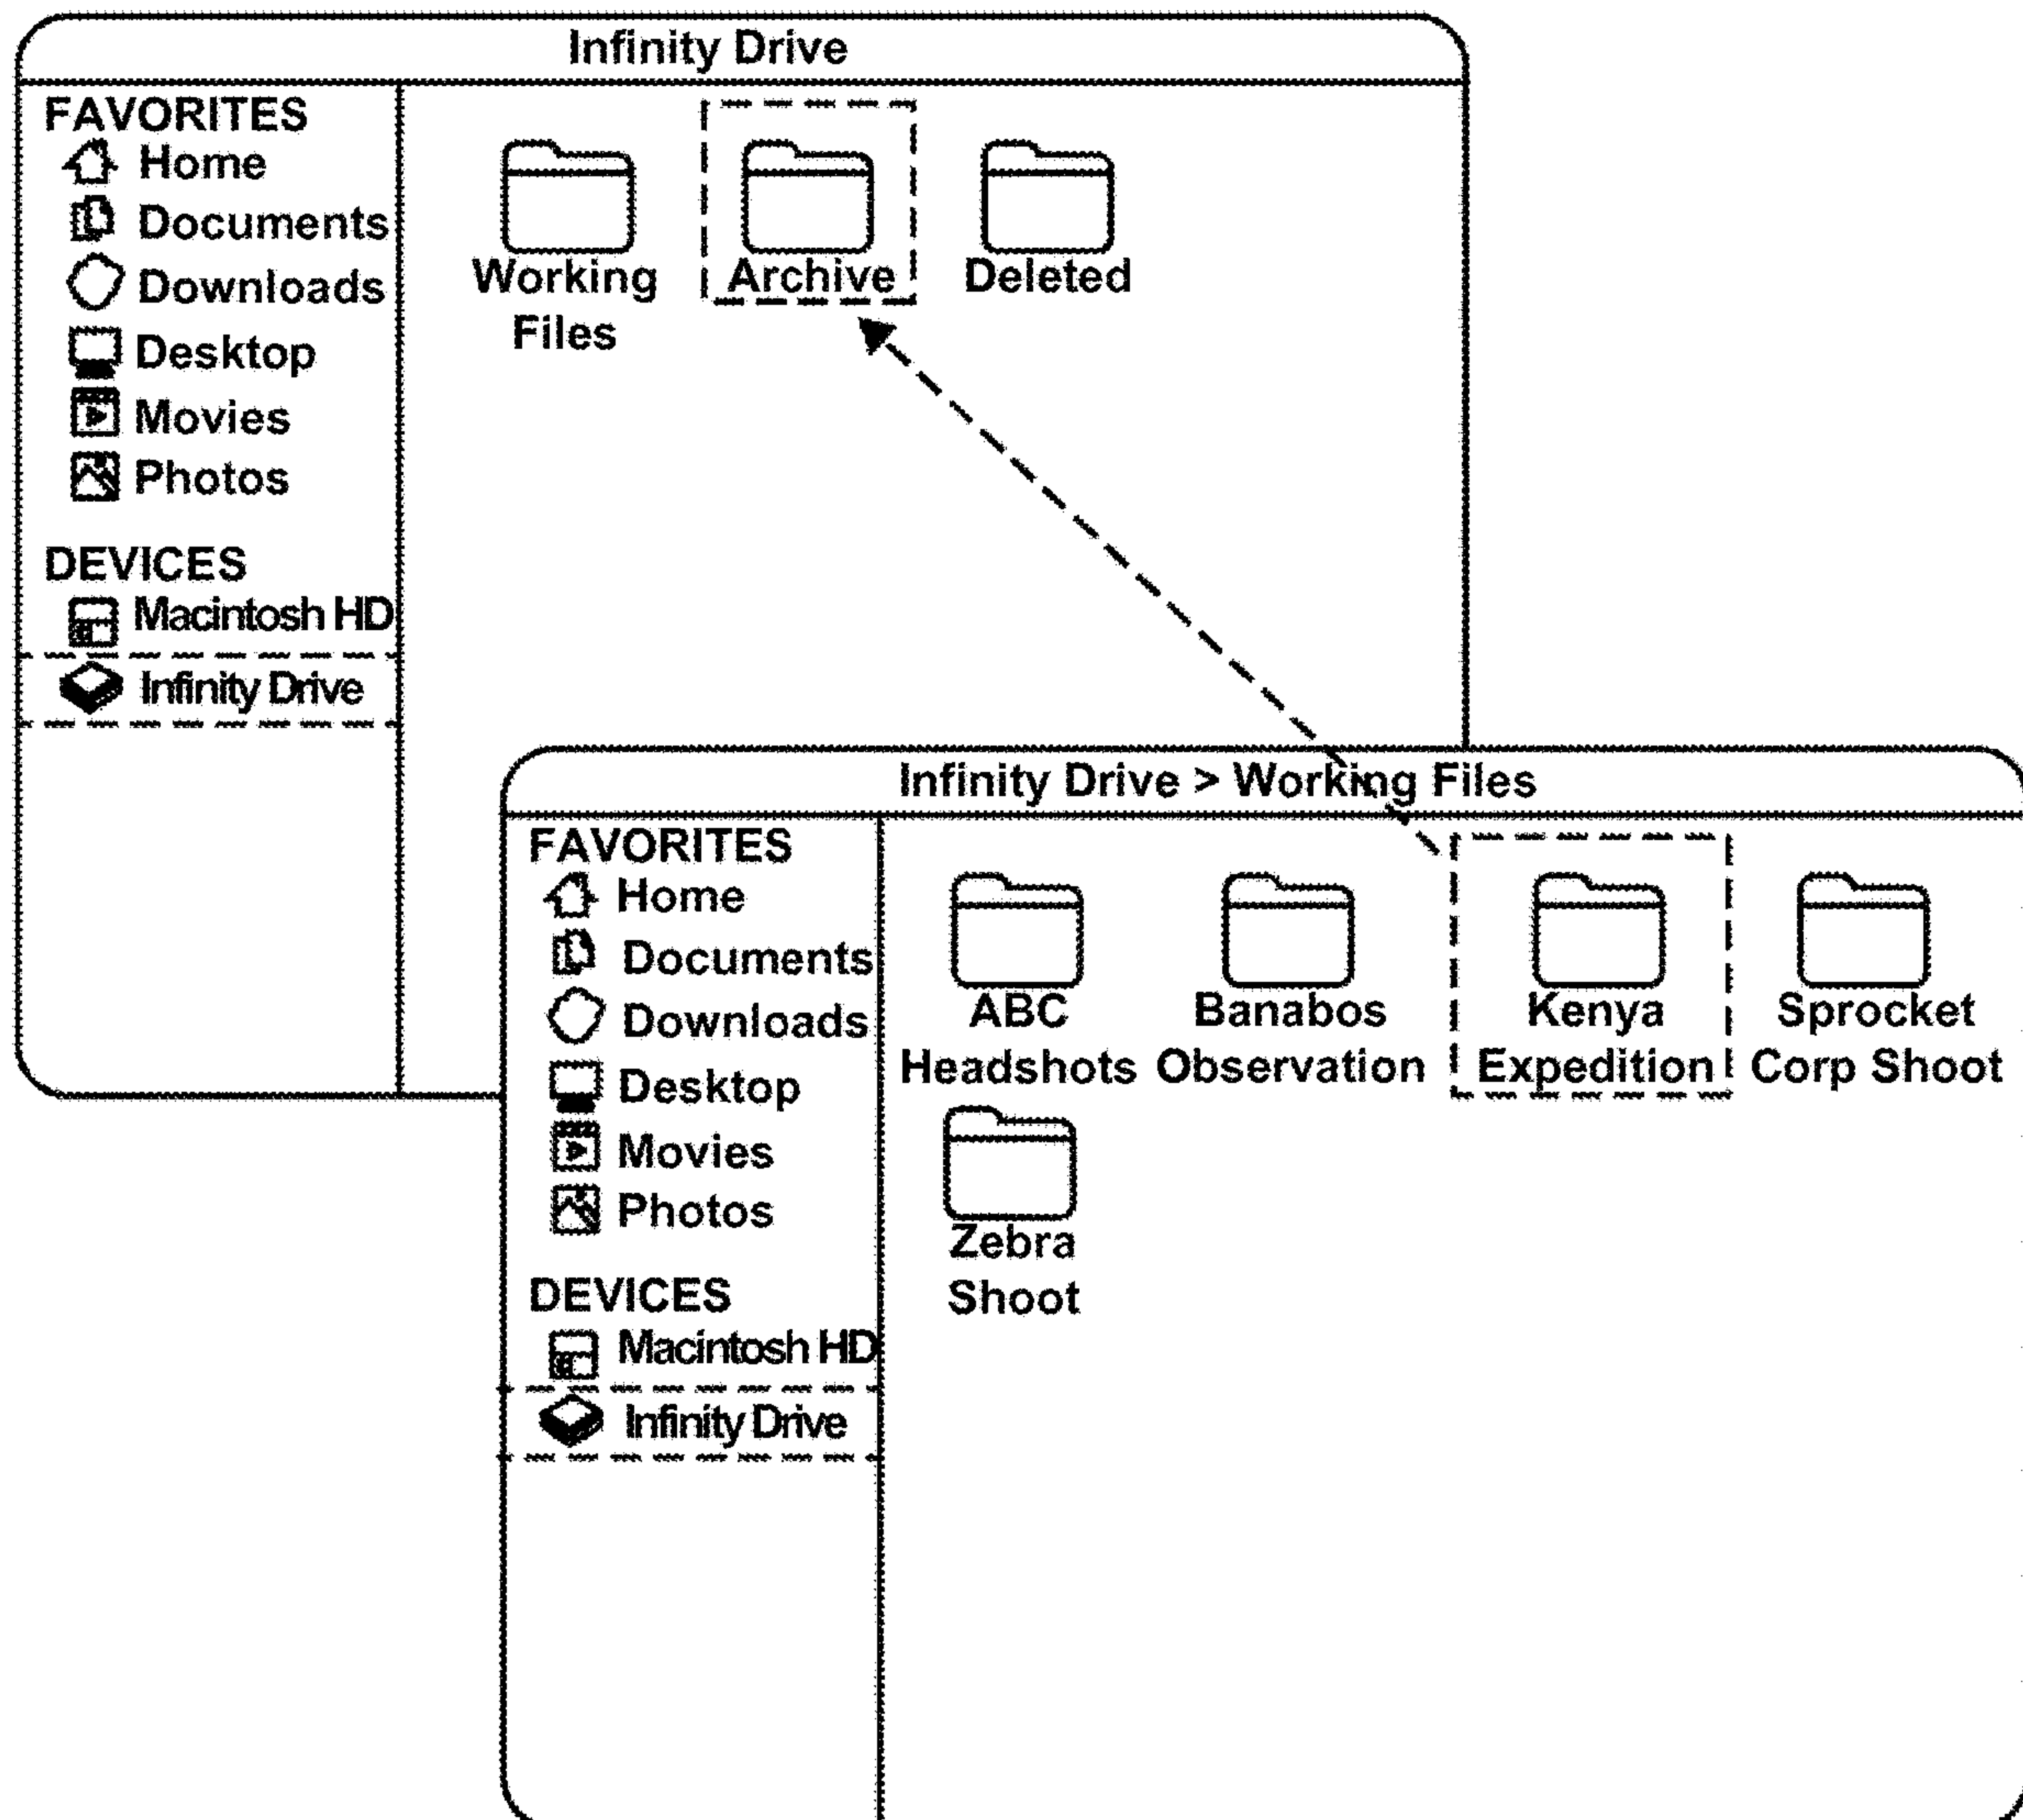 Infinity Drive
FAVORITES
Home
Documents
Downloads
Desktop
Movies
Photos
DEVICES
Macintosh HD
Infinity Drive
Working
Files
Archive
Deleted
Infinity Drive > Working Files
FAVORITES
Home
Documents
Downloads
Desktop
Movies
Photos
DEVICES
Macintosh HD
Infinity Drive
ABC
Headshots
Banabos
Observation
Kenya
Expedition
Sprocket
Corp Shoot
Zebra
Shoot